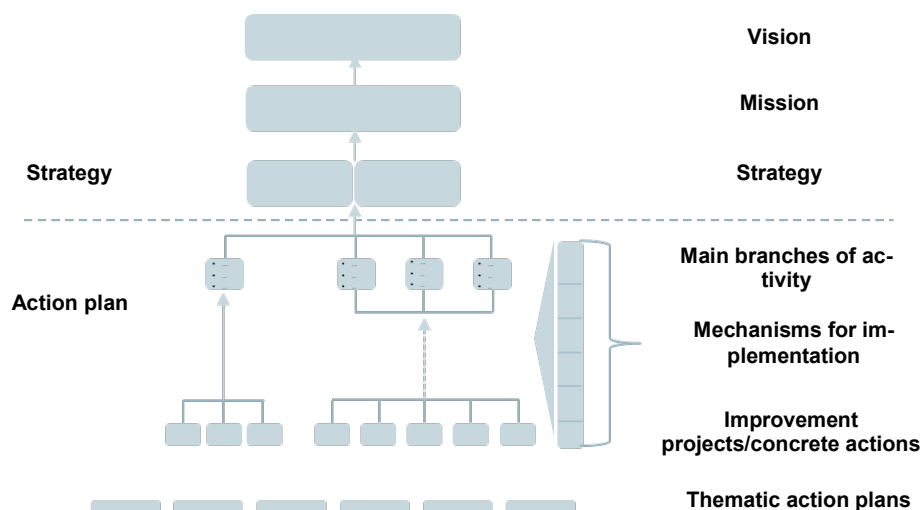 Vision
Mission
Strategy
Strategy
Main branches of ac-
tivity
Action plan
Mechanisms for im-
plementation
Improvement
projects/concrete actions
Thematic action plans